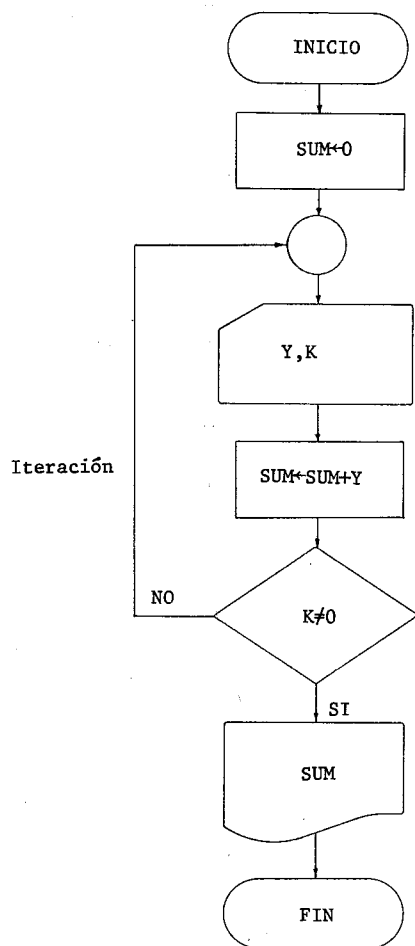 INICIO
SUM←0
Y,K
Iteración
SUM←SUM+Y
NO
K≠0
SI
SUM
FIN